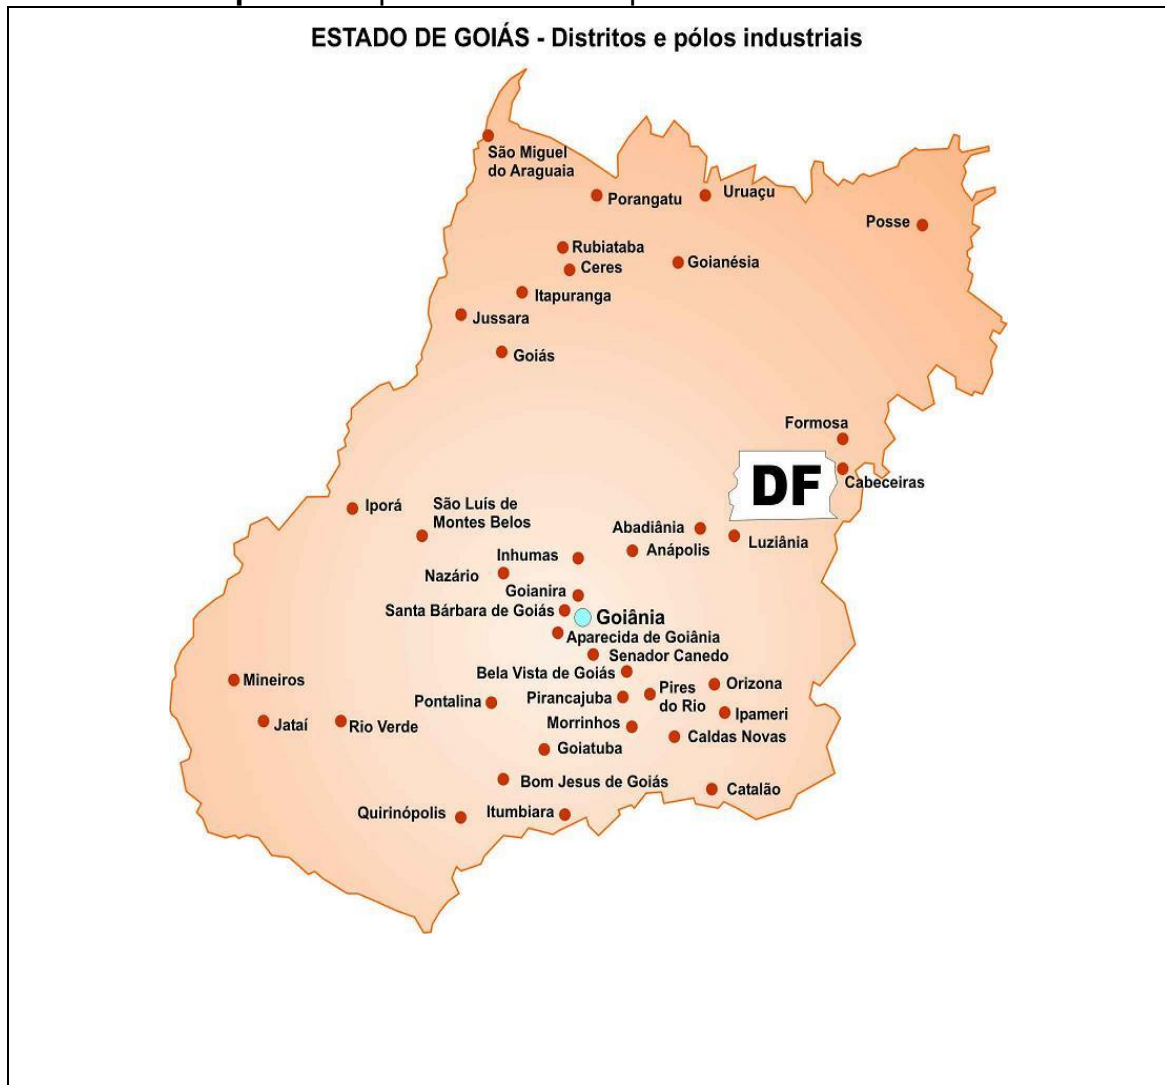 ESTADO DE GOIÁS - Distritos e pólos industriais
São Miguel
do Araguaia
Porangatu
Uruaçu
Posse
Rubiataba
Ceres
Goianésia
Itapuranga
Jussara
Goiás
Formosa
DF
Cabeceiras
Iporá
São Luís de
Montes Belos
Abadiânia
Luziânia
Anápolis
Inhumas
Nazário
Goianira
Santa Bárbara de Goiás
Goiânia
Aparecida de Goiânia
Senador Canedo
Bela Vista de Goiás
Mineiros
Orizona
Pires
do Rio
Pirancajuba
Pontalina
Ipameri
Morrinhos
Jataí
Rio Verde
Caldas Novas
Goiatuba
Bom Jesus de Goiás
Catalão
Quirinópolis
Itumbiara